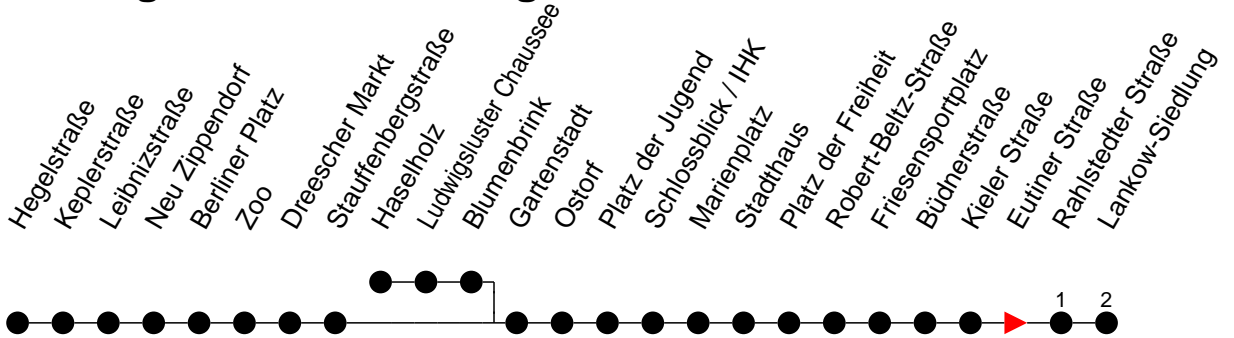 Hegelstraße
Keplerstraße
Leibnizstraße
Neu Zippendorf
Berliner Platz
Zoo
Dreescher Markt
Stauffenbergstraße
Haselholz
Ludwigsluster Chaussee
Blumenbrink
Gartenstadt
Ostorf
Platz der Jugend
Schlossblick / IHK
Marienplatz
Stadthaus
Platz der Freiheit
Robert-Beltz-Straße
Friesensportplatz
Büdnerstraße
Kieler Straße
Eutiner Straße
Rahlstedter Straße
Lankow-Siedlung
1 2